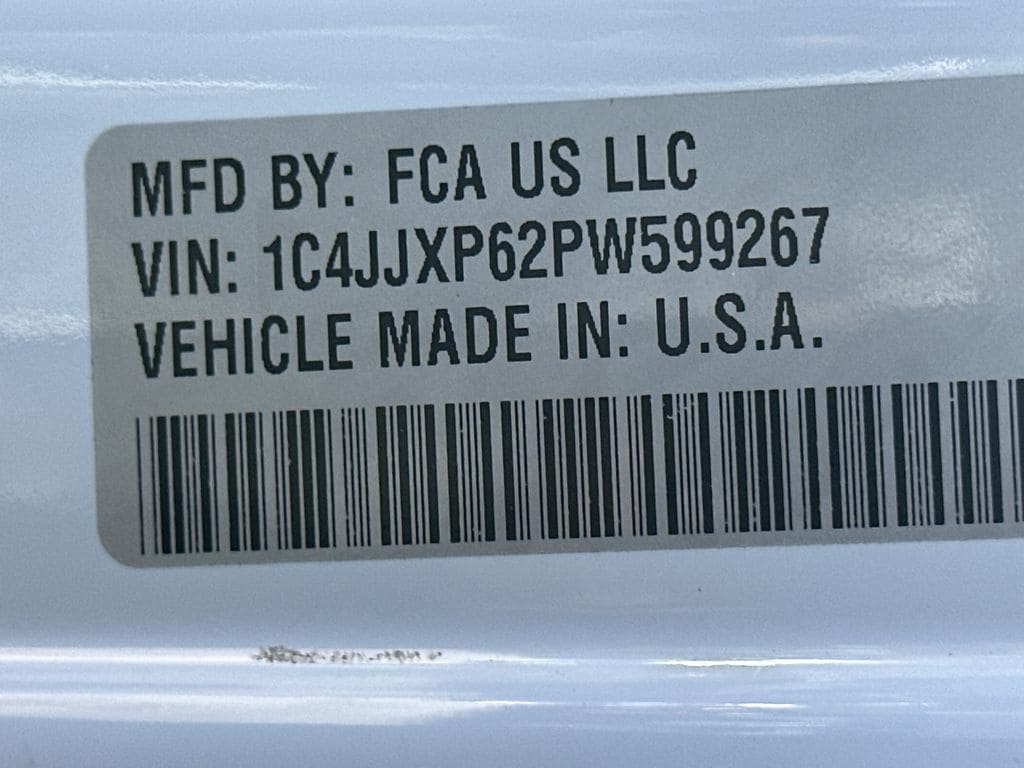 MFD BY: FCA US LLC
VIN: 1C4JJXP62PW599267
VEHICLE MADE IN: U.S.A.